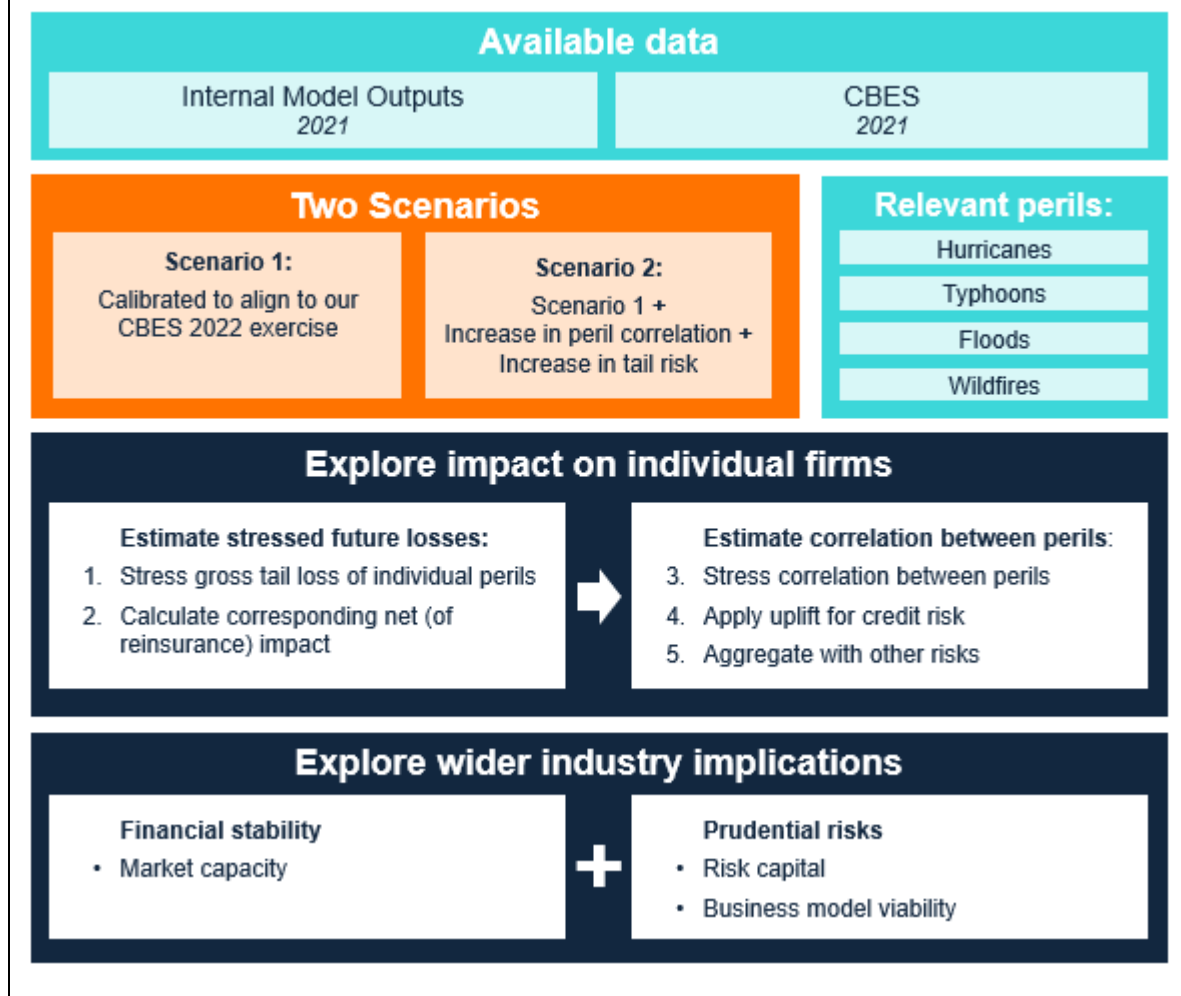 Available data
Internal Model Outputs
2021
CBES
2021
Two Scenarios
Scenario 1:
Calibrated to align to our
CBES 2022 exercise
Scenario 2:
Scenario 1 +
Increase in peril correlation +
Increase in tail risk
Relevant perils:
Hurricanes
Typhoons
Floods
Wildfires
Explore impact on individual firms
Estimate stressed future losses:
1. Stress gross tail loss of individual perils
2. Calculate corresponding net (of
reinsurance) impact
Estimate correlation between perils:
3. Stress correlation between perils
4. Apply uplift for credit risk
5. Aggregate with other risks
Explore wider industry implications
Financial stability
• Market capacity
Prudential risks
• Risk capital
• Business model viability